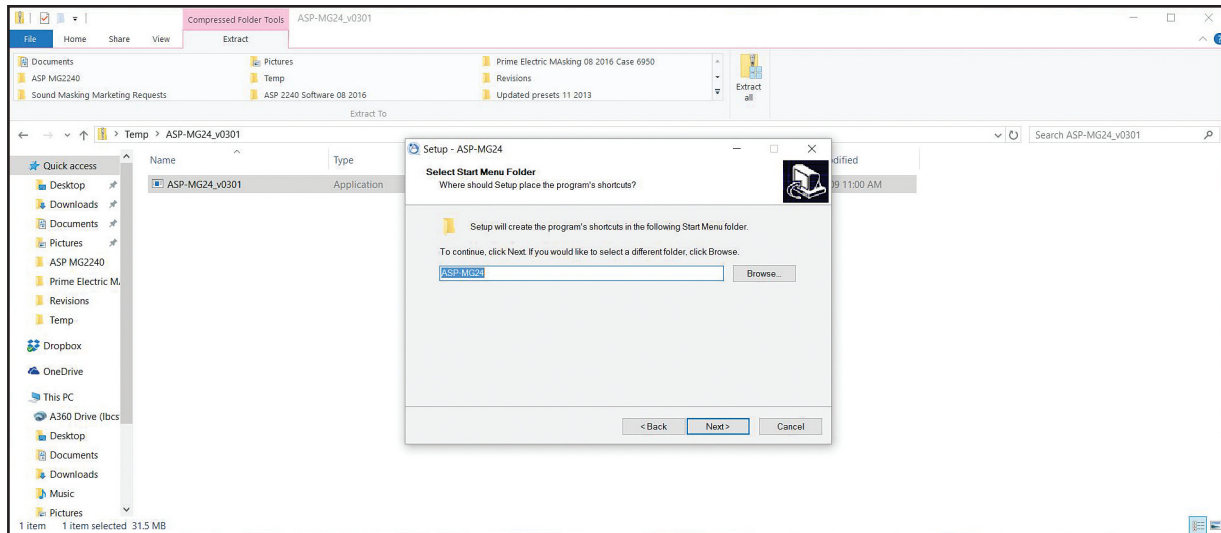 Compressed Folder Tools ASP-MG24_v0301
File Home Share View Extract
Documents Pictures Prime Electric MAsking 08 2016 Case 6950
ASP MG2240 Temp Revisions
Sound Masking Marketing Requests ASP 2240 Software 08 2016 Updated presets 11 2013
Extract all
Extract To
Temp > ASP-MG24_v0301 Search ASP-MG24_v0301
Name Type
ASP-MG24_v0301 Application 11:00 AM
Quick access
Desktop
Downloads
Documents
Pictures
ASP MG2240
Prime Electric M
Revisions
Temp
Dropbox
OneDrive
This PC
A360 Drive (lbcs
Desktop
Documents
Downloads
Music
Pictures
Setup - ASP-MG24
Select Start Menu Folder
Where should Setup place the program's shortcuts?
Setup will create the program's shortcuts in the following Start Menu folder.
To continue, click Next. If you would like to select a different folder, click Browse.
ASP-MG24 Browse...
< Back Next > Cancel
1 item 1 item selected 31.5 MB